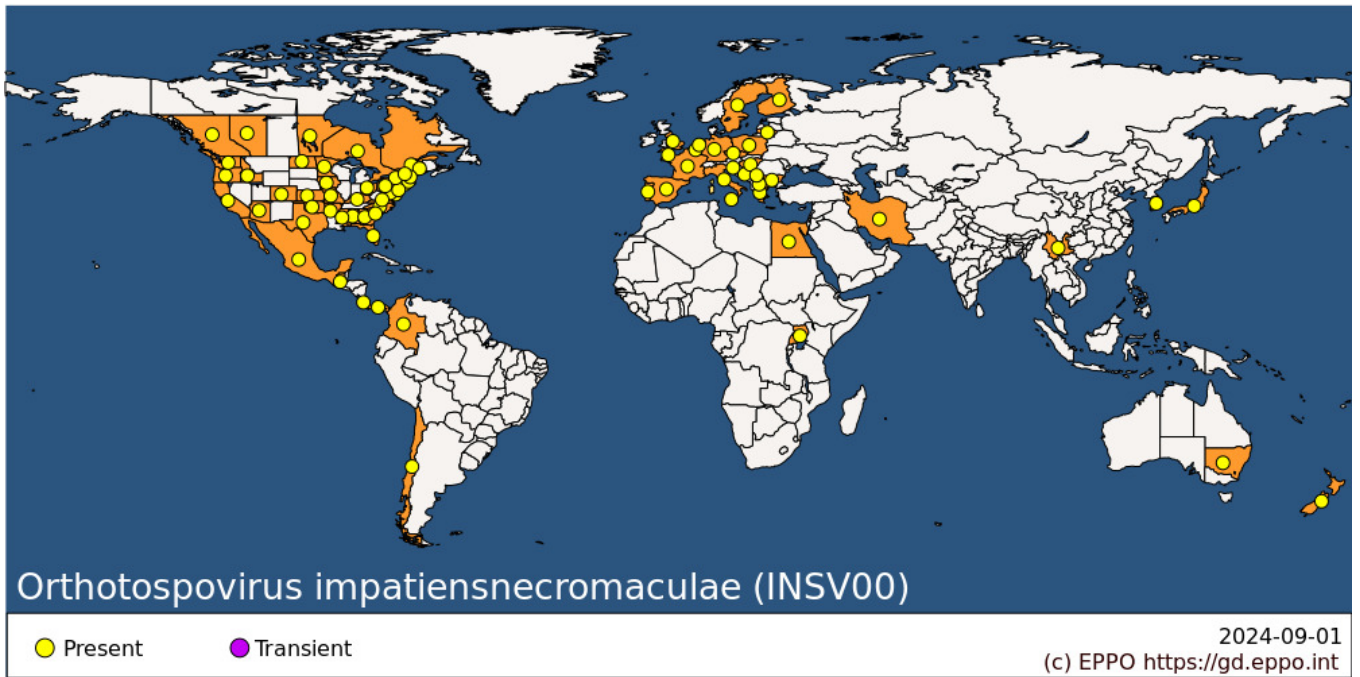 Orthotospovirus impatiensnecromaculae (INSV00)
Present
Transient
2024-09-01
(c) EPPO https://gd.eppo.int